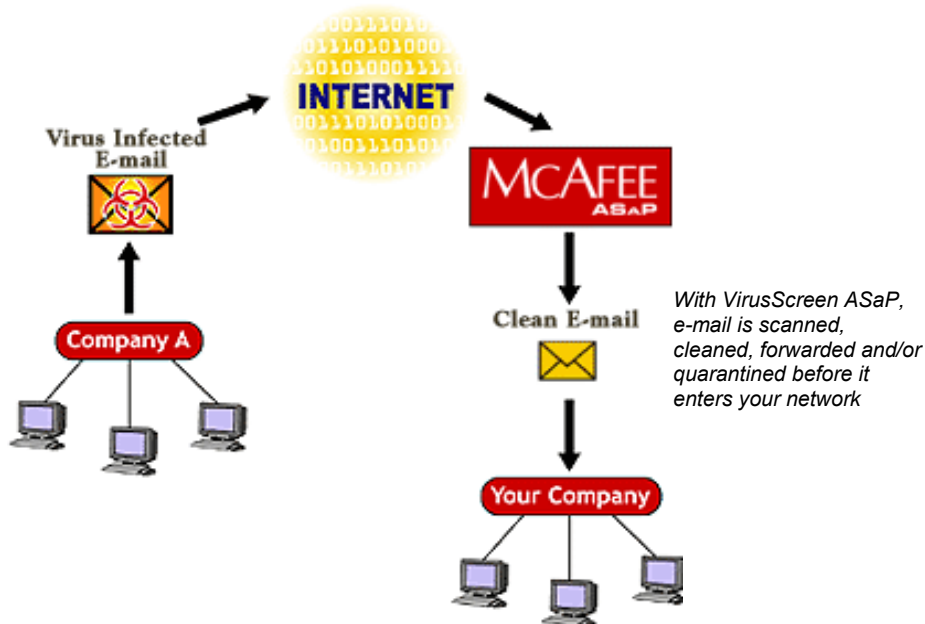 011101010001
INTERNET
Virus Infected
E-mail
McAFEE
ASaP
Company A
Clean E-mail
With VirusScreen ASaP,
e-mail is scanned,
cleaned, forwarded and/or
quarantined before it
enters your network
Your Company